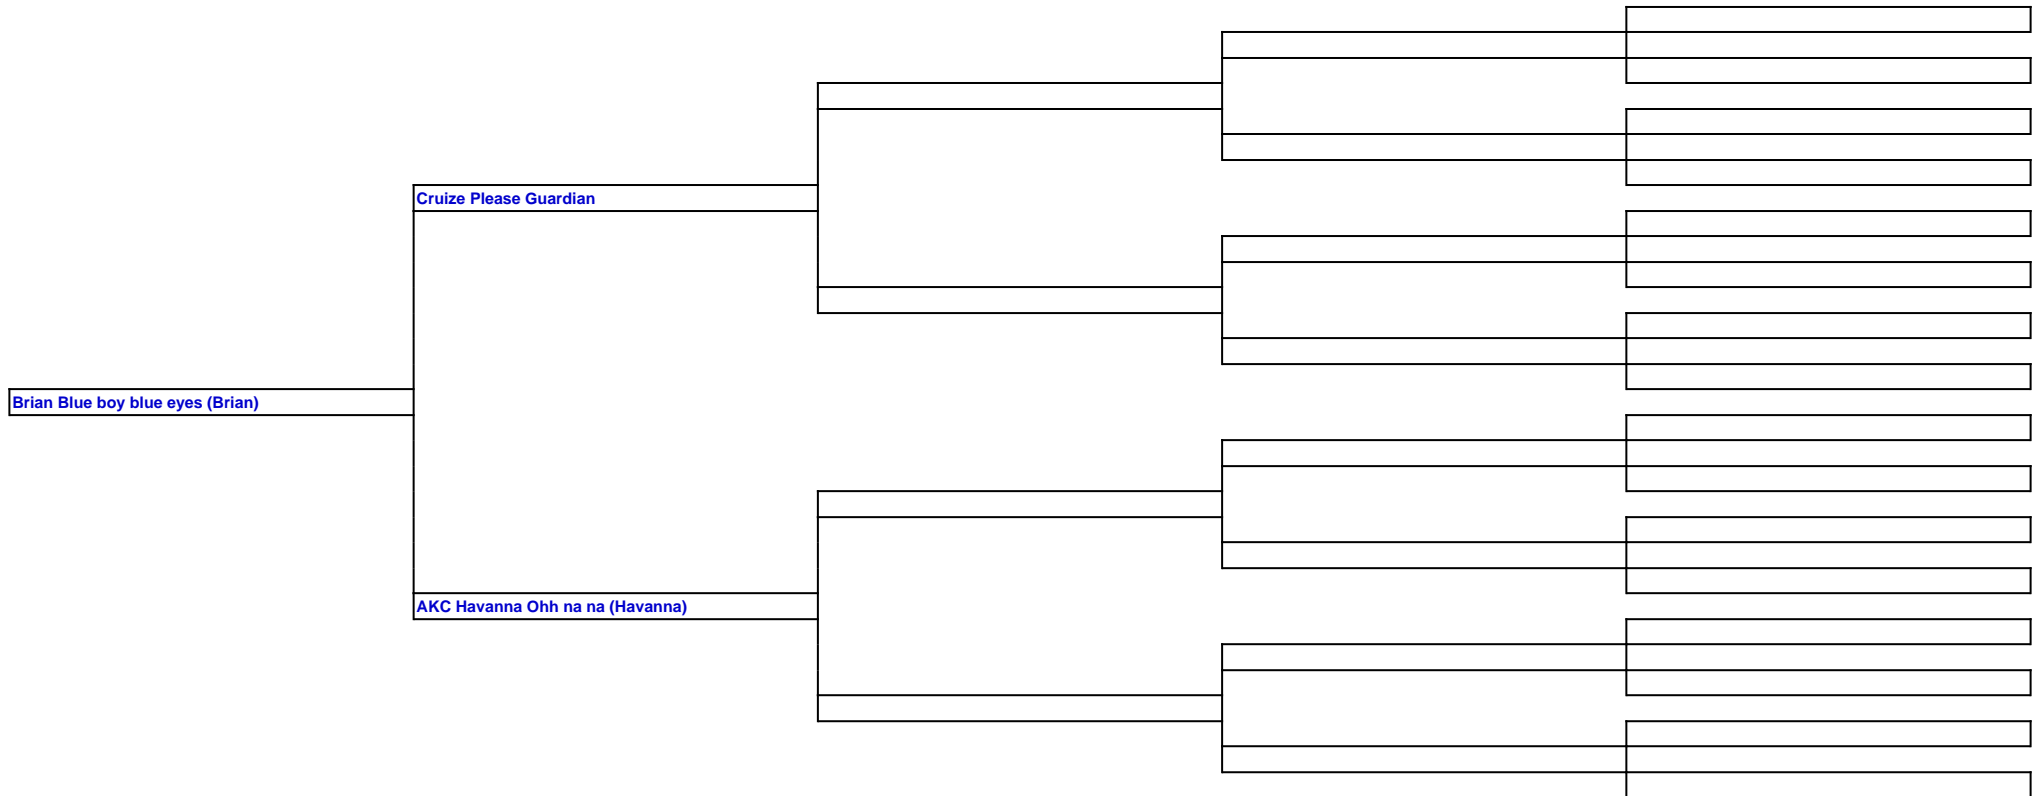 Cruize Please Guardian
Brian Blue boy blue eyes (Brian)
AKC Havanna Ohh na na (Havanna)